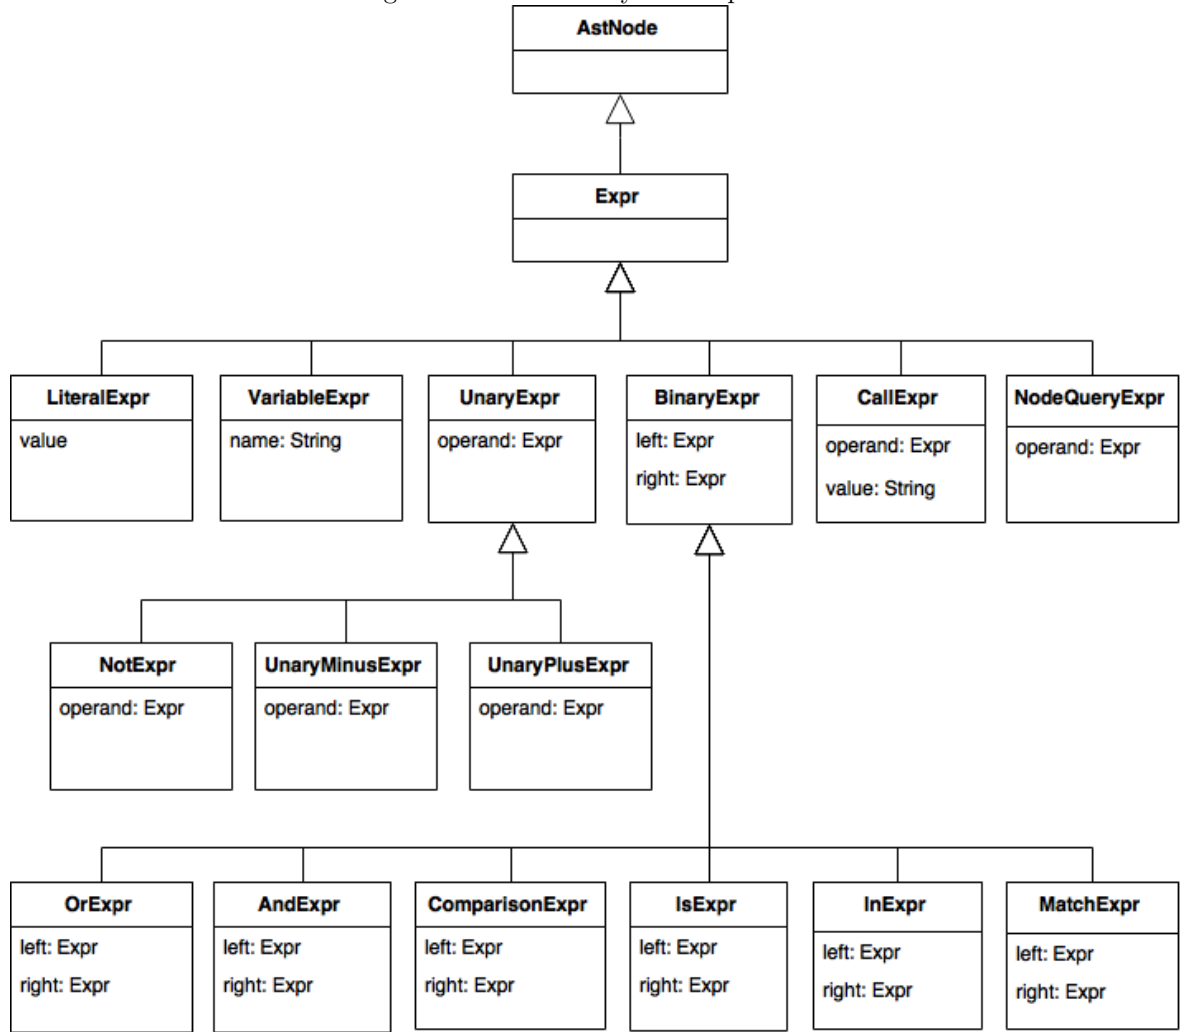 AstNode
Expr
LiteralExpr
value
VariableExpr
name: String
UnaryExpr
operand: Expr
BinaryExpr
left: Expr
right: Expr
CallExpr
operand: Expr
value: String
NodeQueryExpr
operand: Expr
NotExpr
operand: Expr
UnaryMinusExpr
operand: Expr
UnaryPlusExpr
operand: Expr
OrExpr
left: Expr
right: Expr
AndExpr
left: Expr
right: Expr
ComparisonExpr
left: Expr
right: Expr
IsExpr
left: Expr
right: Expr
InExpr
left: Expr
right: Expr
MatchExpr
left: Expr
right: Expr